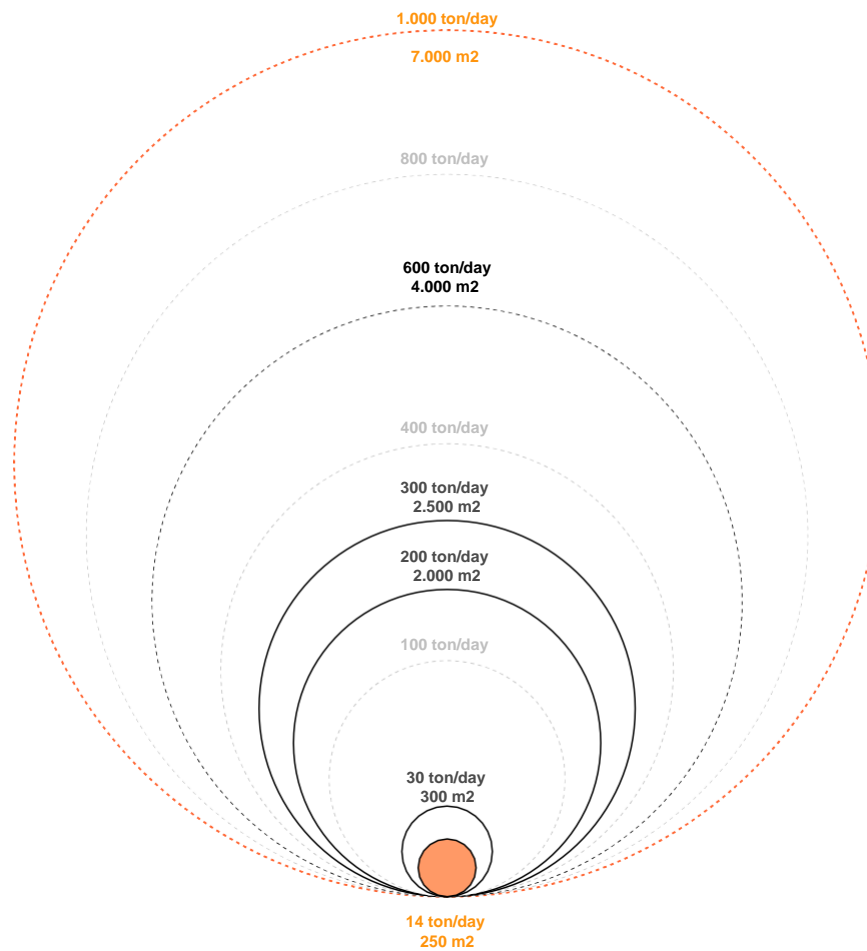 1.000 ton/day
7.000 m2
800 ton/day
600 ton/day
4.000 m2
400 ton/day
300 ton/day
2.500 m2
200 ton/day
2.000 m2
100 ton/day
30 ton/day
300 m2
14 ton/day
250 m2